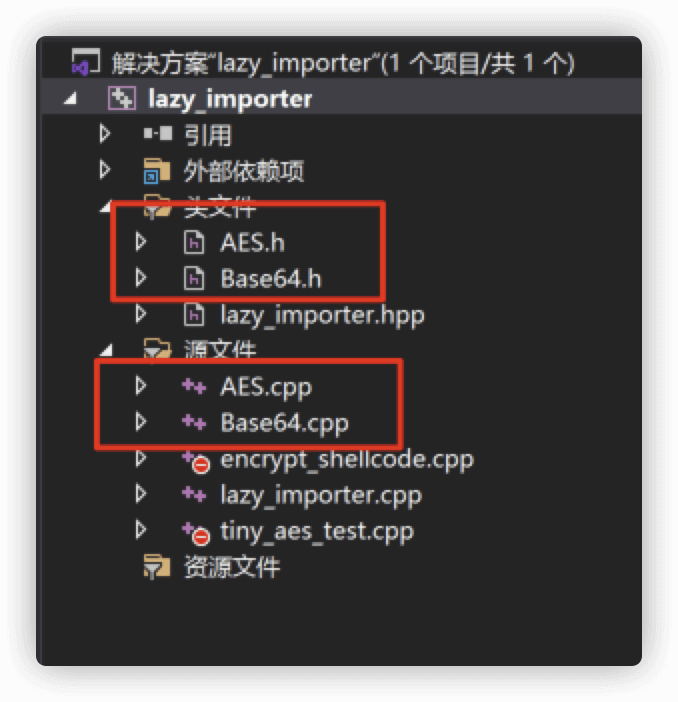 解决方案"lazy_importer"(1 个项目/共 1 个)
lazy_importer
引用
外部依赖项
头文件
AES.h
Base64.h
lazy_importer.hpp
源文件
AES.cpp
Base64.cpp
encrypt_shellcode.cpp
lazy_importer.cpp
tiny_aes_test.cpp
资源文件